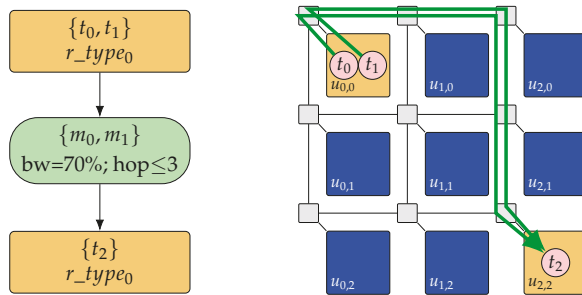 {t₀, t₁}
r_type₀
{m₀, m₁}
bw=70%; hop≤3
{t₂}
r_type₀
t₀ t₁
u₀,₀
u₁,₀
u₂,₀
u₀,₁
u₁,₁
u₂,₁
t₂
u₀,₂
u₁,₂
u₂,₂